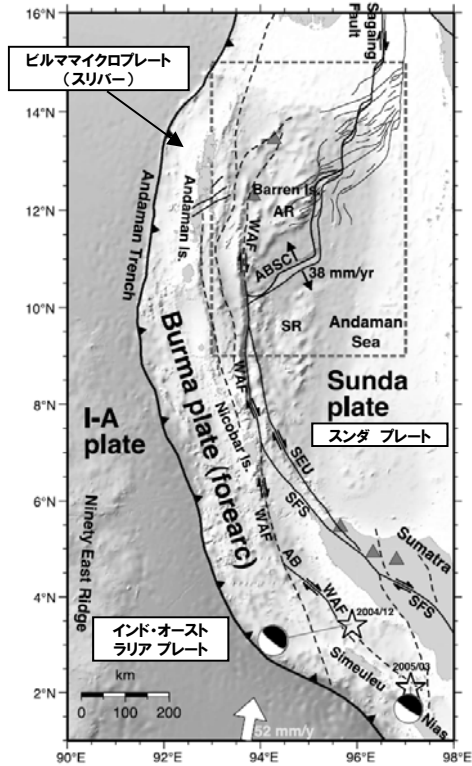 16°N
14°N
12°N
10°N
8°N
6°N
4°N
2°N
90°E
92°E
94°E
96°E
98°E
ビルママイクロプレート
(スリバー)
Sagaing
Fault
Andaman Trench
Andaman Is.
Barren Is.
AR
WAF
ABSC
38 mm/yr
SR
Andaman
Sea
Burma plate (forearc)
WAF
Nicobar Is.
Sunda
plate
スンダ プレート
I-A
plate
SEU
SFS
WAF
Ninety East Ridge
AB
WAF
Sumatra
SFS
2004/12
インド・オースト
ラリア プレート
Simeuleu
2005/03
Nias
km
0 100 200
52 mm/y